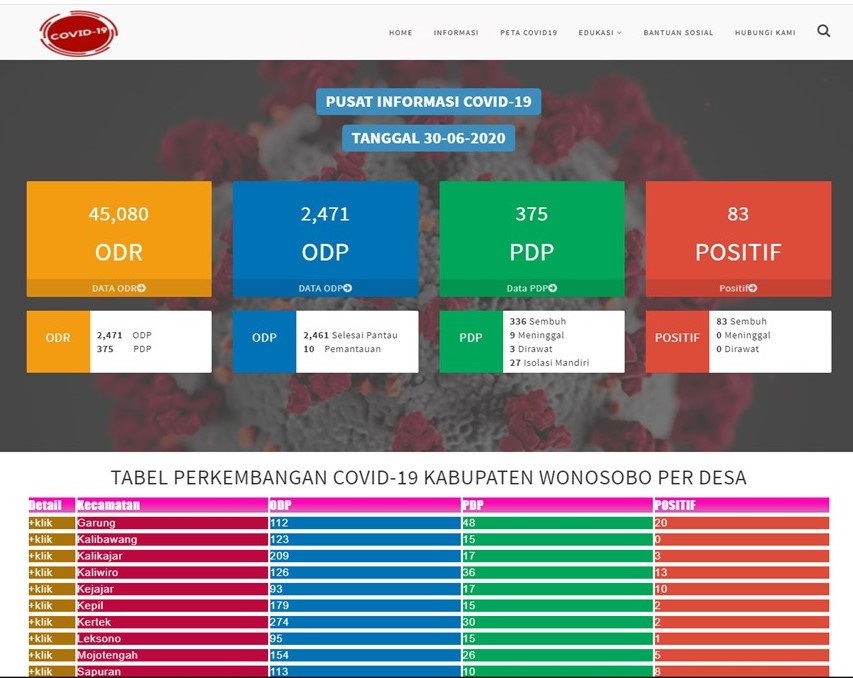 COVID-19
HOME INFORMASI PETA COVID19 EDUKASI BANTUAN SOSIAL HUBUNGI KAMI
PUSAT INFORMASI COVID-19
TANGGAL 30-06-2020
45,080
ODR
DATA ODR
2,471
ODP
DATA ODP
375
PDP
Data PDP
83
POSITIF
Positif
ODR
2,471 ODP
375 PDP
ODP
2,461 Selesai Pantau
10 Pemantauan
PDP
336 Sembuh
9 Meninggal
3 Dirawat
27 Isolasi Mandiri
POSITIF
83 Sembuh
0 Meninggal
0 Dirawat
TABEL PERKEMBANGAN COVID-19 KABUPATEN WONOSOBO PER DESA
Detail Kecamatan ODP PDP POSITIF
+klik Garung 112 48 20
+klik Kalibawang 123 15 0
+klik Kalikajar 209 17 3
+klik Kaliwiro 126 36 13
+klik Kejajar 93 17 10
+klik Kepil 179 15 2
+klik Kertek 274 30 2
+klik Leksono 95 15 1
+klik Mojotengah 154 26 5
+klik Sapuran 113 10 8